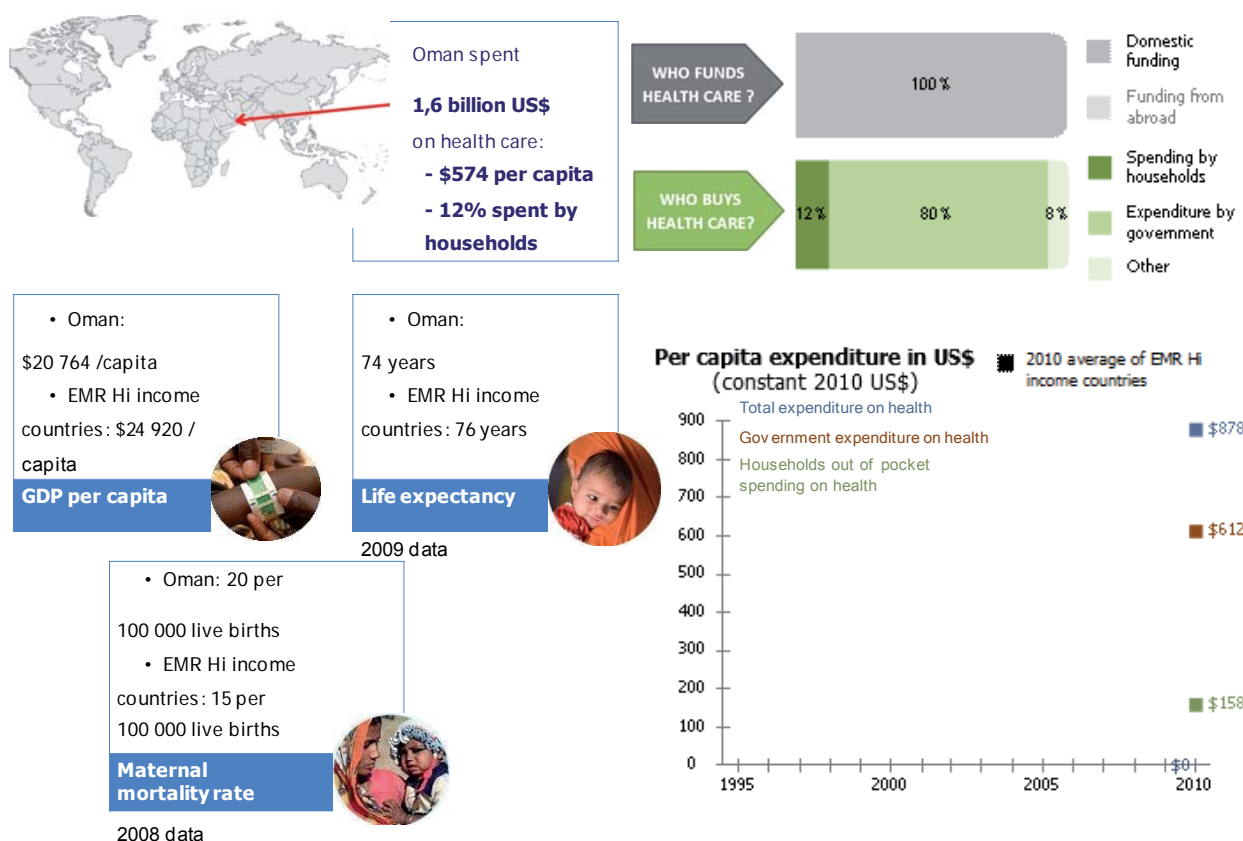 Oman spent
1,6 billion US$
on health care:
- $574 per capita
- 12% spent by
households
WHO FUNDS
HEALTH CARE ?
100%
Domestic
funding
Funding from
abroad
WHO BUYS
HEALTH CARE?
12%
80%
8%
Spending by
households
Expenditure by
government
Other
• Oman:
$20 764 /capita
• EMR Hi income
countries: $24 920 /
capita
GDP per capita
• Oman:
74 years
• EMR Hi income
countries: 76 years
Life expectancy
2009 data
• Oman: 20 per
100 000 live births
• EMR Hi income
countries: 15 per
100 000 live births
Maternal
mortality rate
2008 data
Per capita expenditure in US$
(constant 2010 US$)
2010 average of EMR Hi
income countries
Total expenditure on health
Government expenditure on health
Households out of pocket
spending on health
900
800
700
600
500
400
300
200
100
0
$878
$612
$158
$0
1995
2000
2005
2010